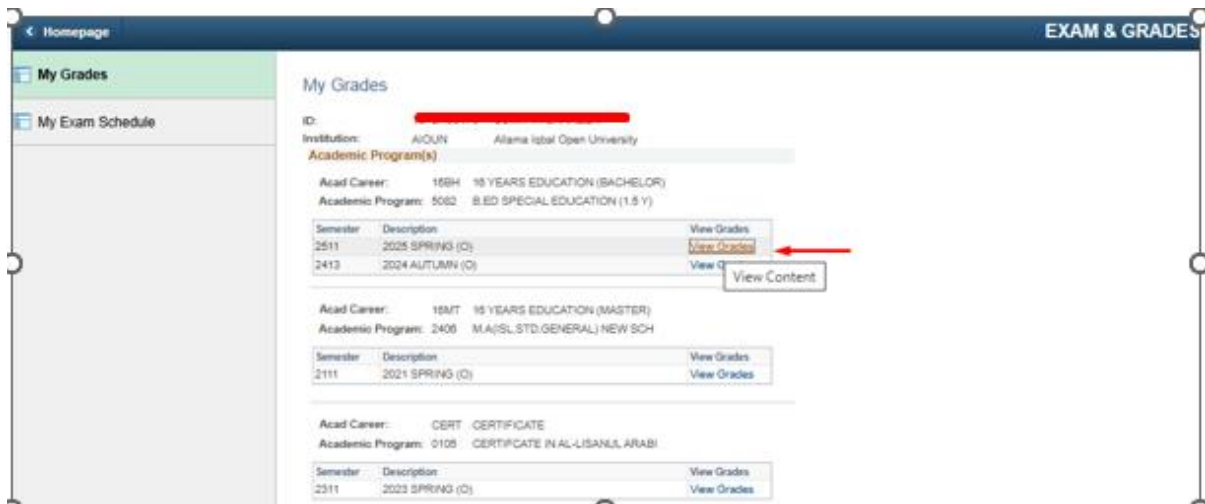 Homepage
EXAM & GRADES
My Grades
My Exam Schedule
My Grades
ID:
Institution: AIOUN Allama Iqbal Open University
Academic Program(s)
Acad Career: 16BH 16 YEARS EDUCATION (BACHELOR)
Academic Program: 5082 B.ED SPECIAL EDUCATION (1.5 Y)
Semester Description View Grades
2511 2025 SPRING (O) View Grades
2413 2024 AUTUMN (O) View
View Content
Acad Career: 16MT 16 YEARS EDUCATION (MASTER)
Academic Program: 2406 M.A(ISL.STD.GENERAL) NEW SCH
Semester Description View Grades
2111 2021 SPRING (O) View Grades
Acad Career: CERT CERTIFICATE
Academic Program: 0105 CERTIFCATE IN AL-LISANUL ARABI
Semester Description View Grades
2311 2023 SPRING (O) View Grades